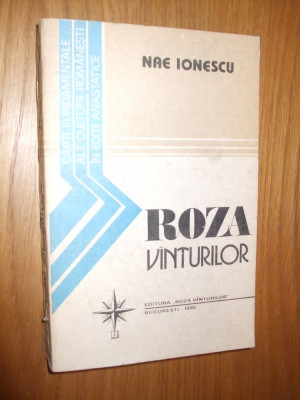 NAE IONESCU
CĂRȚI FUNDAMENTALE
ALE CULTURII ROMÂNEȘTI
ÎN EDIȚII ANASTATICE
ROZA
VÎNTURILOR
EDITURA „ROZA VÎNTURILOR”
BUCUREȘTI - 1990